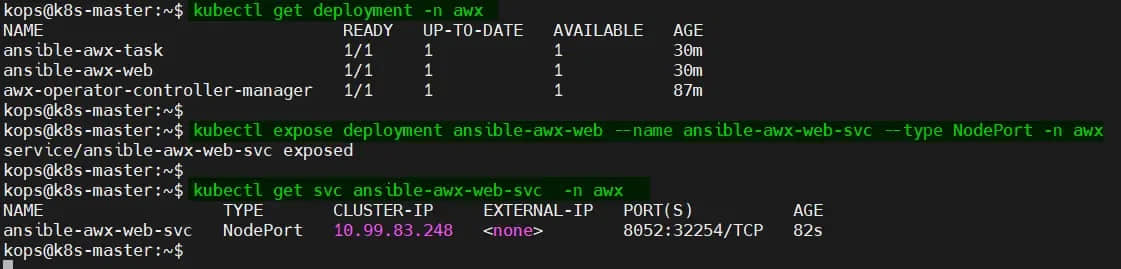 kops@k8s-master:~$ kubectl get deployment -n awx
NAME READY UP-TO-DATE AVAILABLE AGE
ansible-awx-task 1/1 1 1 30m
ansible-awx-web 1/1 1 1 30m
awx-operator-controller-manager 1/1 1 1 87m
kops@k8s-master:~$
kops@k8s-master:~$ kubectl expose deployment ansible-awx-web --name ansible-awx-web-svc --type NodePort -n awx
service/ansible-awx-web-svc exposed
kops@k8s-master:~$
kops@k8s-master:~$ kubectl get svc ansible-awx-web-svc  -n awx
NAME TYPE CLUSTER-IP EXTERNAL-IP PORT(S) AGE
ansible-awx-web-svc NodePort 10.99.83.248 <none> 8052:32254/TCP 82s
kops@k8s-master:~$